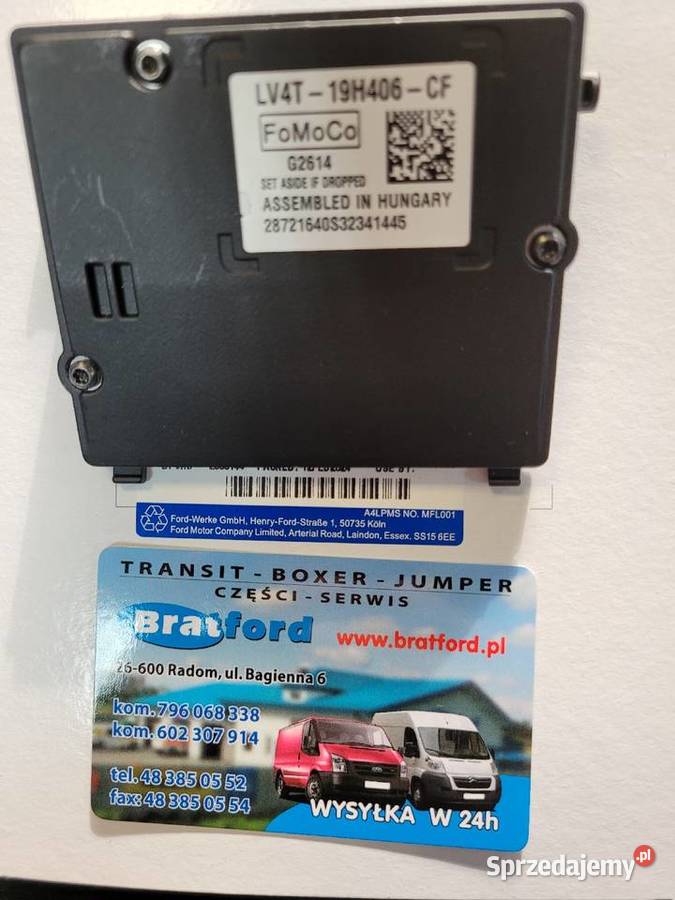 LV4T-19H406-CF
FoMoCo
G2614
SET ASIDE IF DROPPED
ASSEMBLED IN HUNGARY
28721640S32341445
A4LPMS NO. MFL001
Ford-Werke GmbH, Henry-Ford-Straße 1, 50735 Köln
Ford Motor Company Limited, Arterial Road, Laindon, Essex. SS15 6EE
TRANSIT - BOXER - JUMPER
CZĘŚCI - SERWIS
Bratford www.bratford.pl
26-600 Radom, ul. Bagienna 6
kom. 796 068 338
kom. 602 307 914
tel. 48 385 05 52
fax: 48 385 05 54
WYSYŁKA W 24h
Sprzedajemy.pl